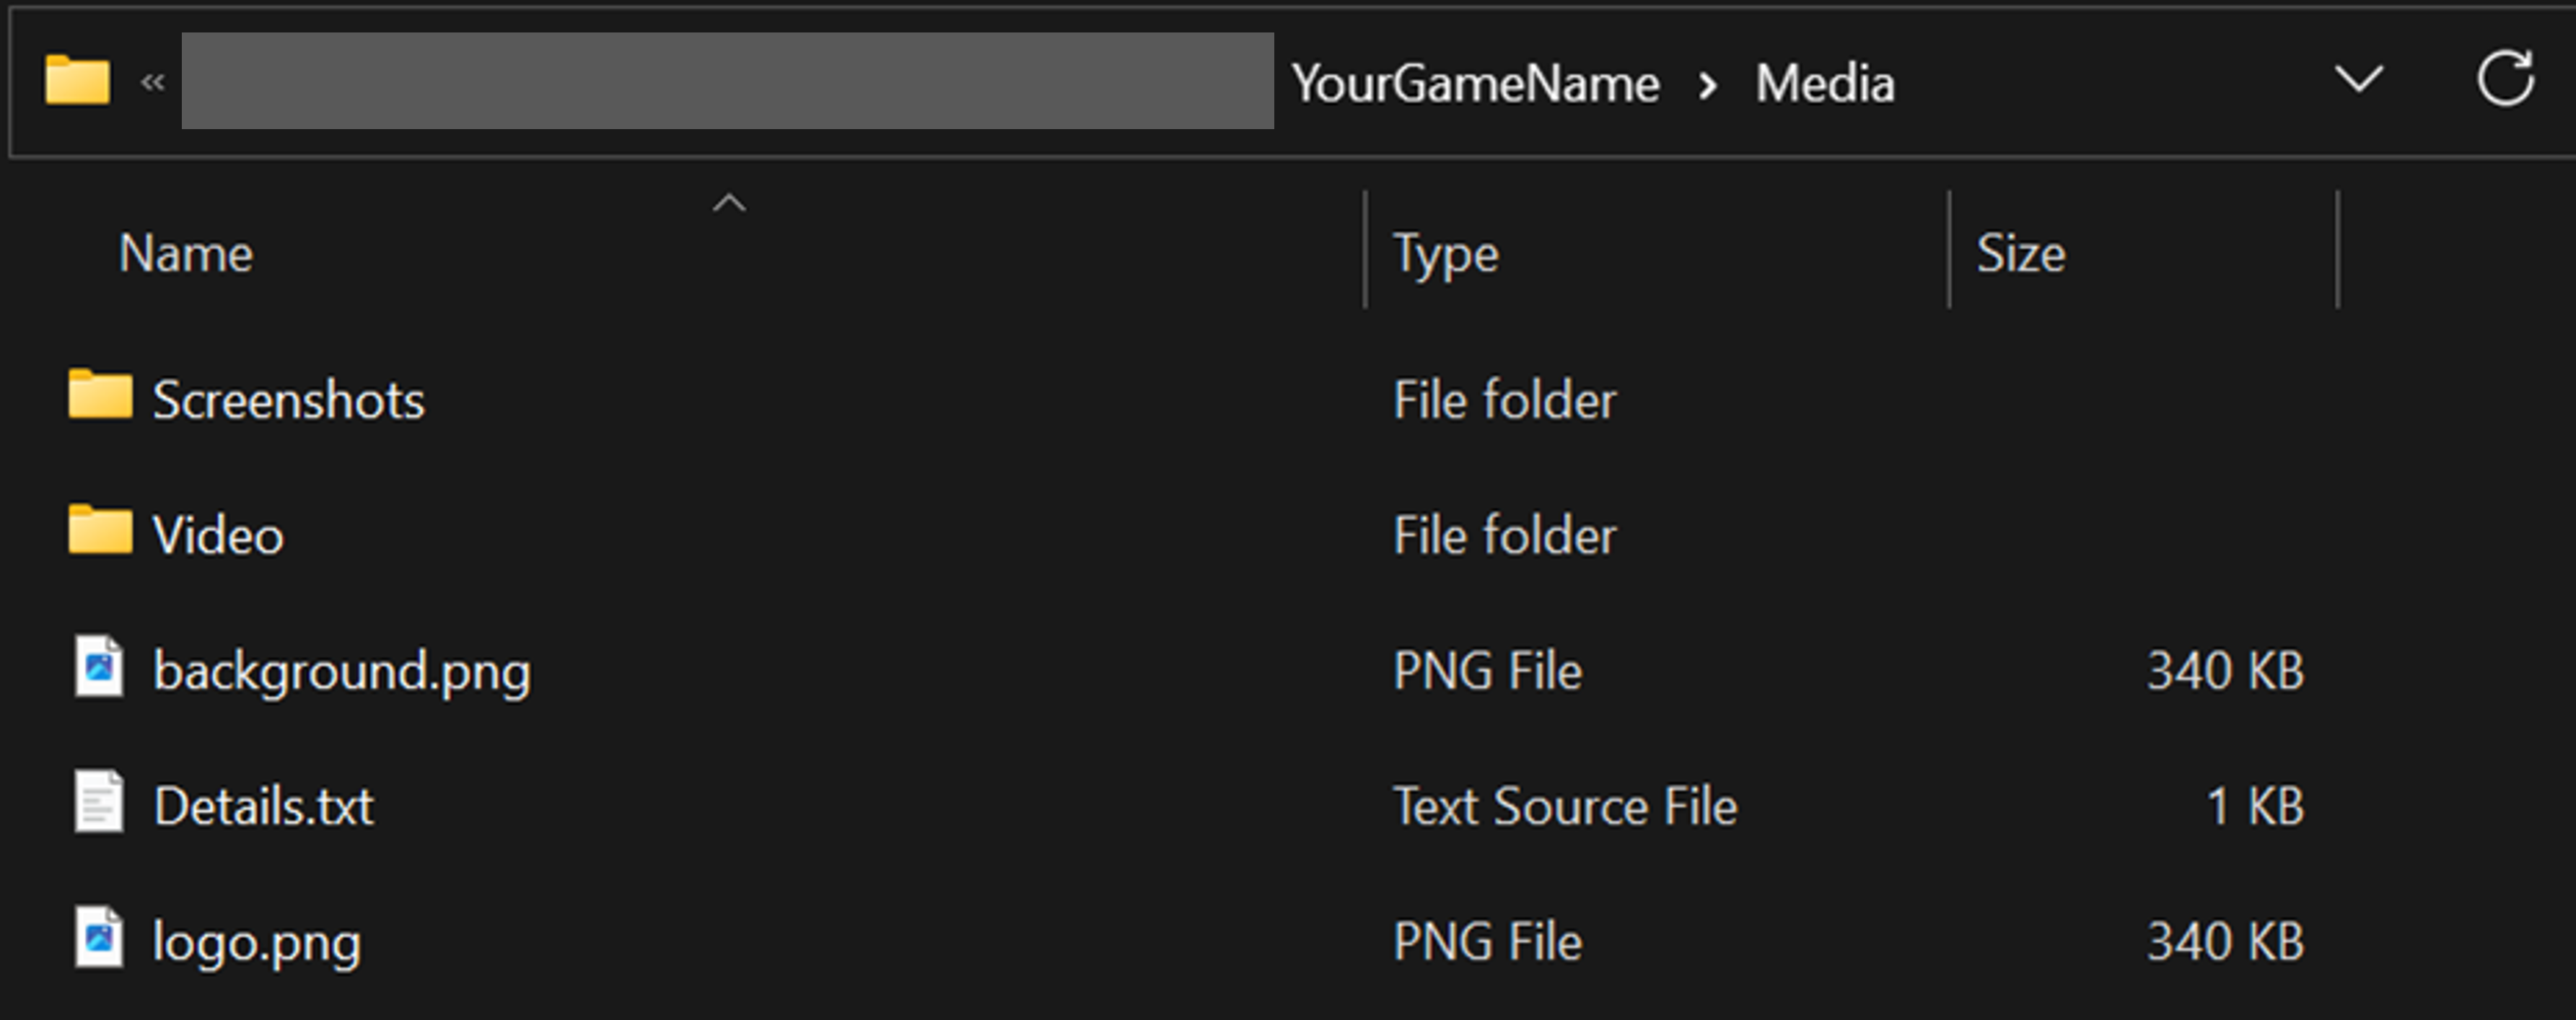 « YourGameName > Media
Name Type Size
Screenshots File folder
Video File folder
background.png PNG File 340 KB
Details.txt Text Source File 1 KB
logo.png PNG File 340 KB